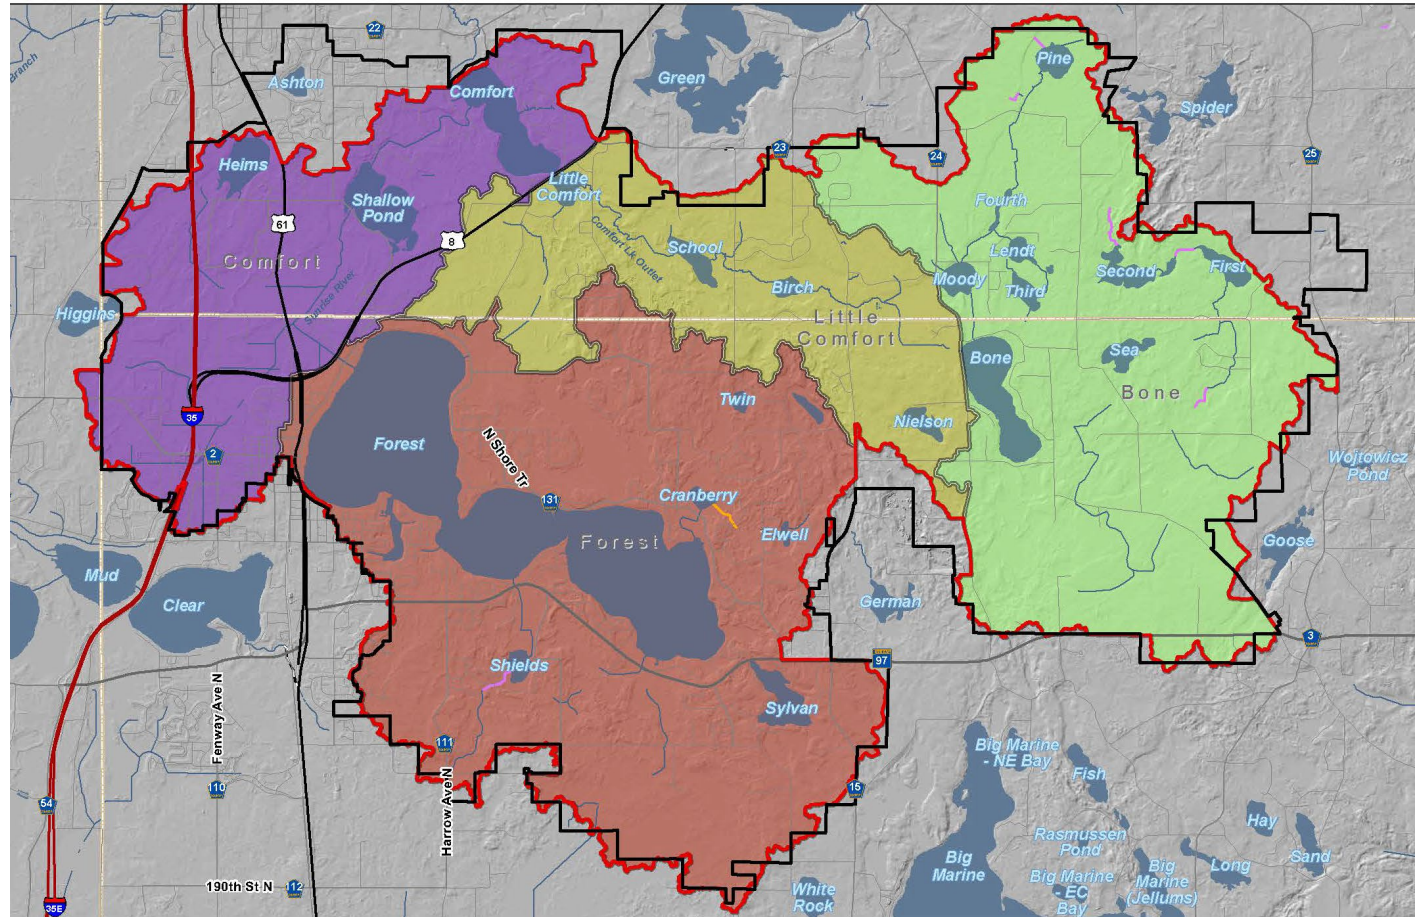 22
Branch
Ashton
Comfort
Green
Pine
Spider
23
24
25
Heims
Shallow
Pond
Little
Comfort
Fourth
61
8
Comfort Lk Outlet
School
Lendt
Moody
Second
First
Comfort
Sunrise River
Birch
Third
Higgins
Little
Comfort
Sea
Bone
Bone
Twin
Nielson
35
2
Forest
N Shore Tr
131
Cranberry
Elwell
Wojtowicz
Pond
Forest
Goose
Mud
Clear
German
3
Shields
97
Fenway Ave N
Sylvan
111
Big Marine
- NE Bay
Fish
110
Harrow Ave N
15
54
Hay
Rasmussen
Pond
Big
Marine
Big Marine
- EC
Bay
Big
Marine
(Jellums)
Long
Sand
190th St N
112
White
Rock
35E